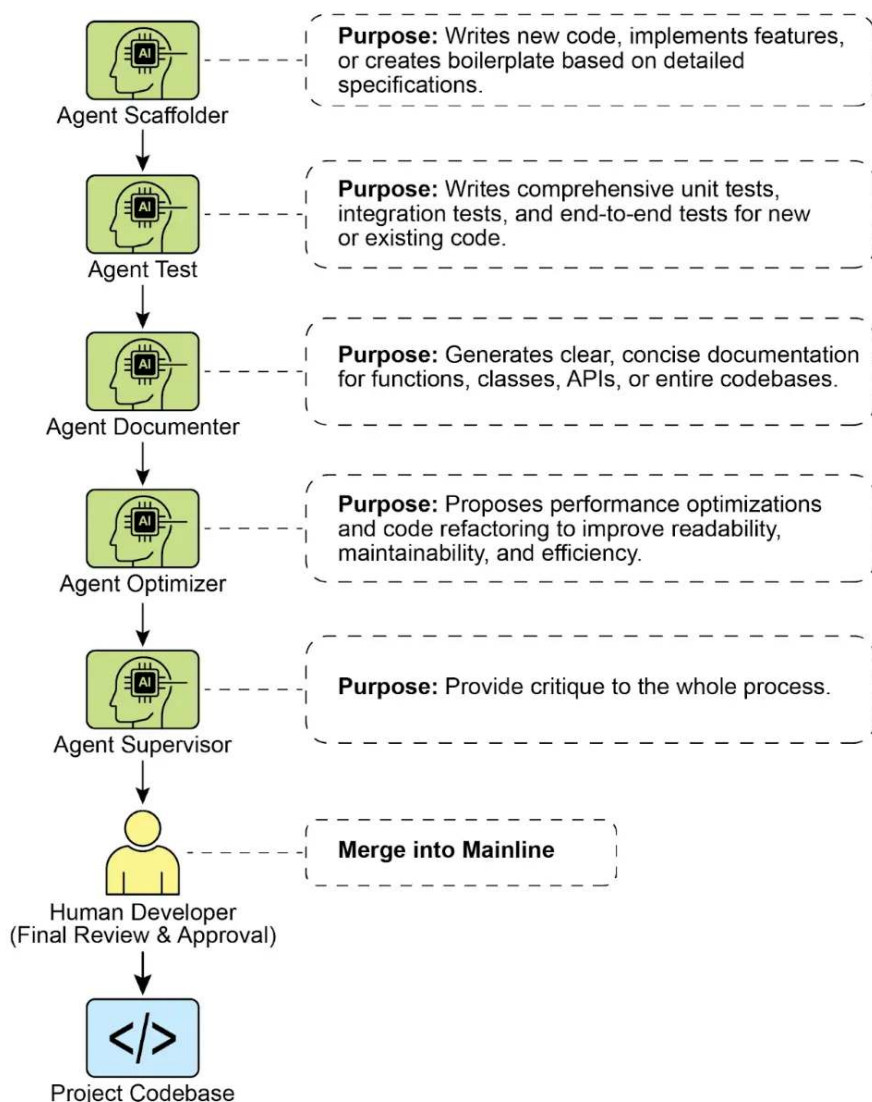 AI
Purpose: Writes new code, implements features,
or creates boilerplate based on detailed
specifications.
Agent Scaffolder
AI
Purpose: Writes comprehensive unit tests,
integration tests, and end-to-end tests for new
or existing code.
Agent Test
AI
Purpose: Generates clear, concise documentation
for functions, classes, APIs, or entire codebases.
Agent Documenter
AI
Purpose: Proposes performance optimizations
and code refactoring to improve readability,
maintainability, and efficiency.
Agent Optimizer
AI
Purpose: Provide critique to the whole process.
Agent Supervisor
Merge into Mainline
Human Developer
(Final Review & Approval)
</>
Project Codebase